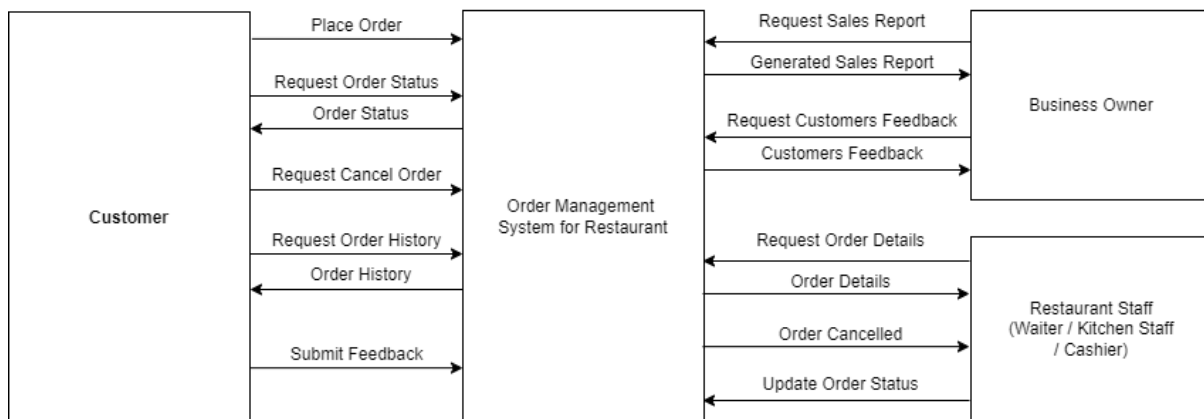 Place Order
Request Order Status
Order Status
Request Cancel Order
Customer
Request Order History
Order History
Submit Feedback
Order Management
System for Restaurant
Request Sales Report
Generated Sales Report
Request Customers Feedback
Customers Feedback
Business Owner
Request Order Details
Order Details
Order Cancelled
Update Order Status
Restaurant Staff
(Waiter / Kitchen Staff
/ Cashier)